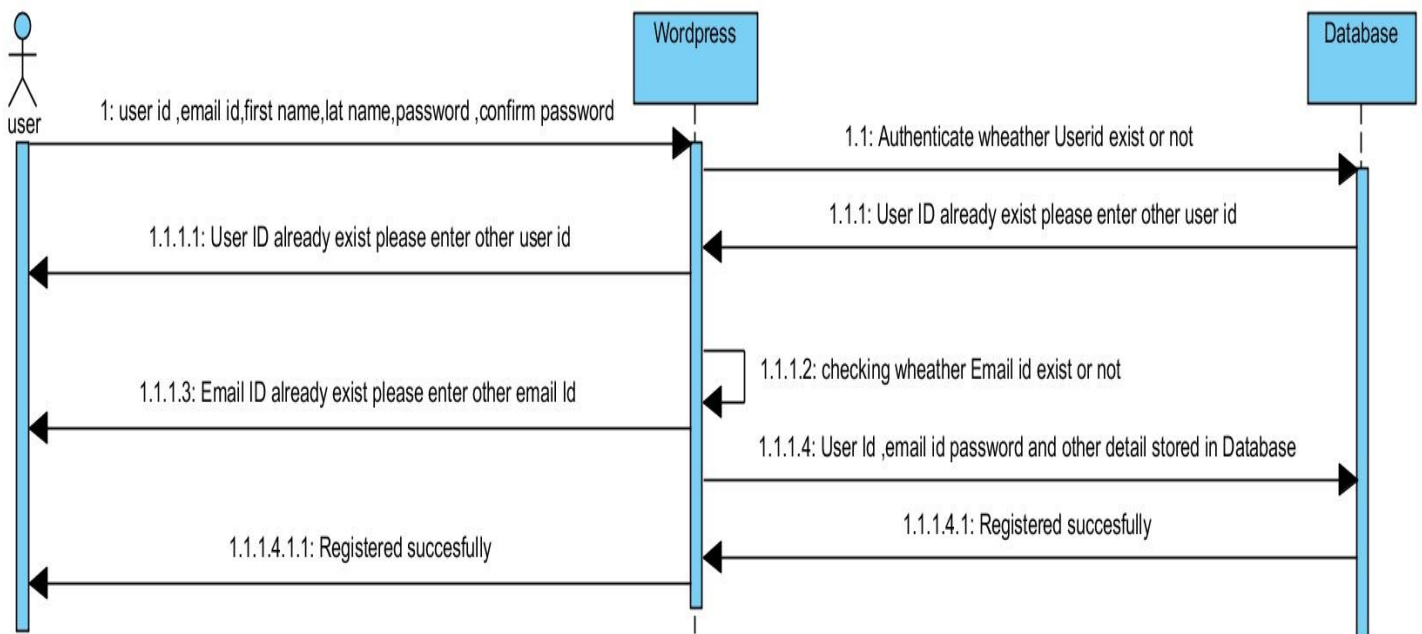 Wordpress
Database
user
1: user id ,email id,first name,lat name,password ,confirm password
1.1: Authenticate wheather Userid exist or not
1.1.1: User ID already exist please enter other user id
1.1.1.1: User ID already exist please enter other user id
1.1.1.2: checking wheather Email id exist or not
1.1.1.3: Email ID already exist please enter other email Id
1.1.1.4: User Id ,email id password and other detail stored in Database
1.1.1.4.1: Registered succesfully
1.1.1.4.1.1: Registered succesfully